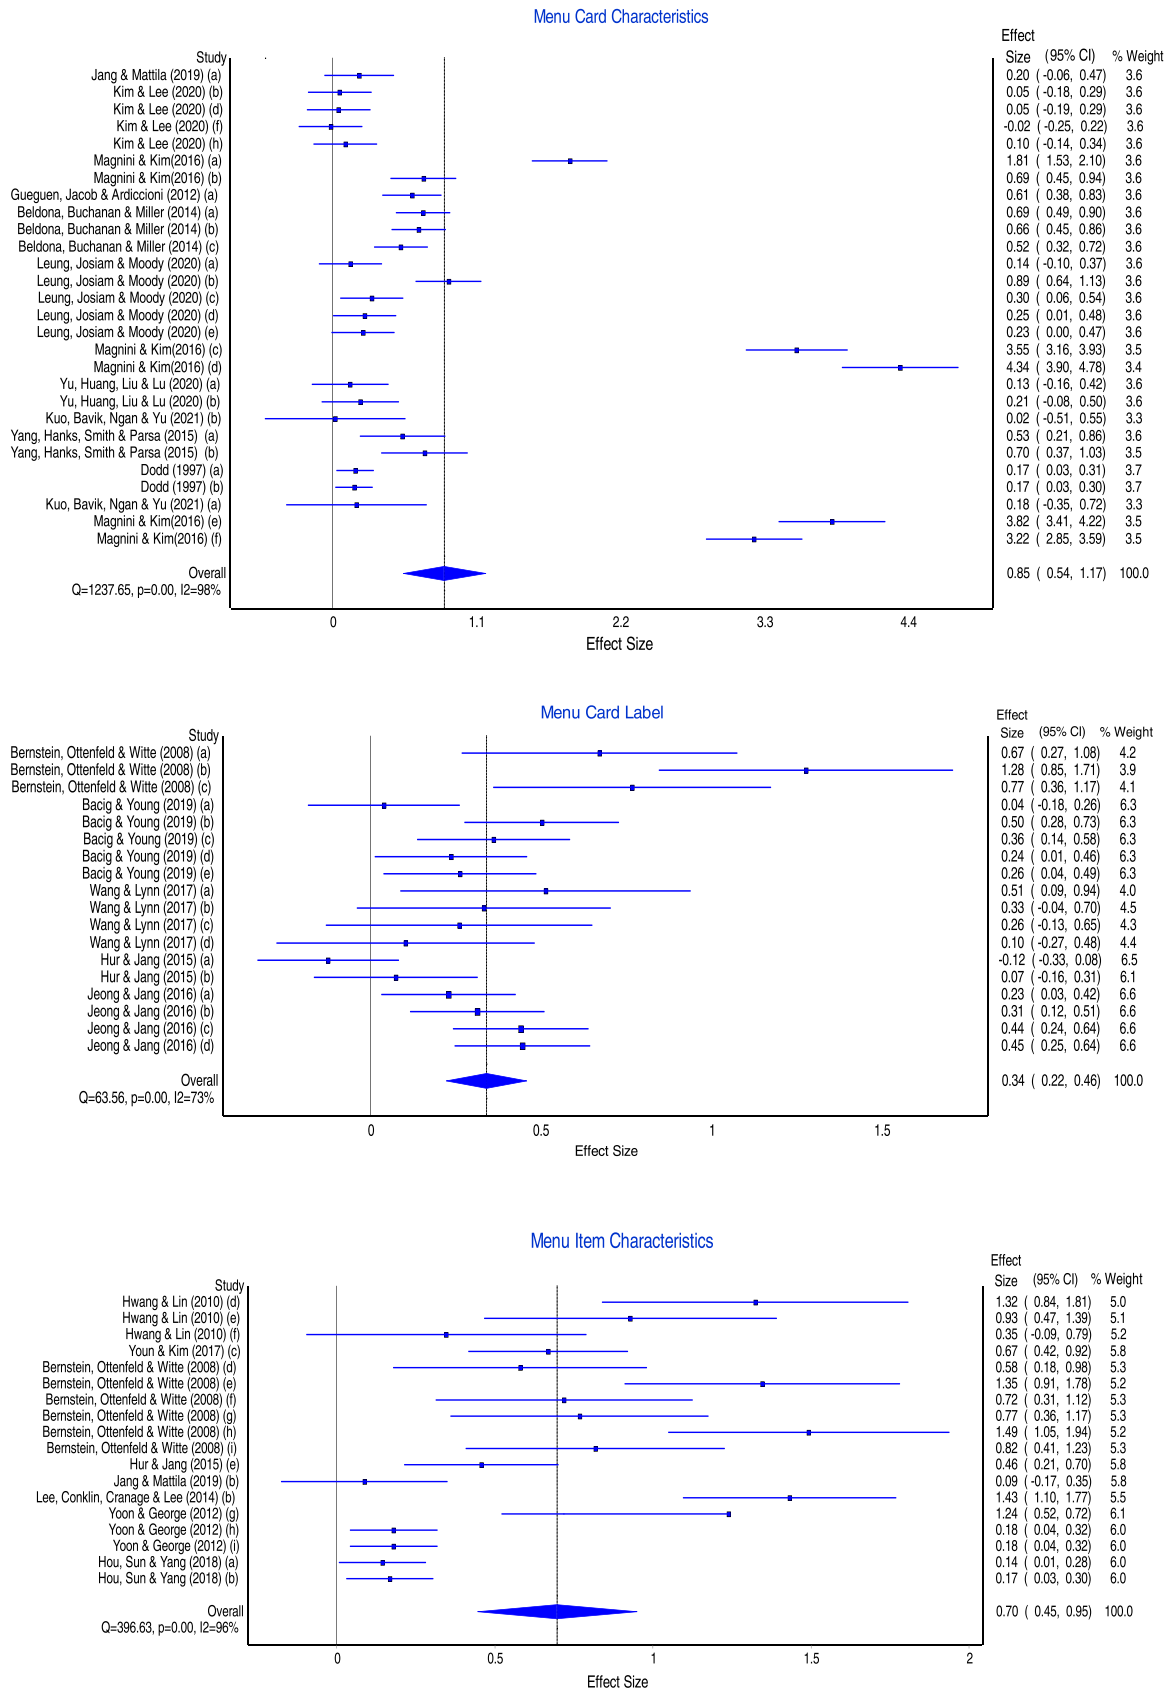 Menu Card Characteristics
Effect
Study Size (95% CI) % Weight
Jang & Mattila (2019) (a) 0.20 ( -0.06, 0.47) 3.6
Kim & Lee (2020) (b) 0.05 ( -0.18, 0.29) 3.6
Kim & Lee (2020) (d) 0.05 ( -0.19, 0.29) 3.6
Kim & Lee (2020) (f) -0.02 ( -0.25, 0.22) 3.6
Kim & Lee (2020) (h) 0.10 ( -0.14, 0.34) 3.6
Magnini & Kim(2016) (a) 1.81 ( 1.53, 2.10) 3.6
Magnini & Kim(2016) (b) 0.69 ( 0.45, 0.94) 3.6
Gueguen, Jacob & Ardiccioni (2012) (a) 0.61 ( 0.38, 0.83) 3.6
Beldona, Buchanan & Miller (2014) (a) 0.69 ( 0.49, 0.90) 3.6
Beldona, Buchanan & Miller (2014) (b) 0.66 ( 0.45, 0.86) 3.6
Beldona, Buchanan & Miller (2014) (c) 0.52 ( 0.32, 0.72) 3.6
Leung, Josiam & Moody (2020) (a) 0.14 ( -0.10, 0.37) 3.6
Leung, Josiam & Moody (2020) (b) 0.89 ( 0.64, 1.13) 3.6
Leung, Josiam & Moody (2020) (c) 0.30 ( 0.06, 0.54) 3.6
Leung, Josiam & Moody (2020) (d) 0.25 ( 0.01, 0.48) 3.6
Leung, Josiam & Moody (2020) (e) 0.23 ( 0.00, 0.47) 3.6
Magnini & Kim(2016) (c) 3.55 ( 3.16, 3.93) 3.5
Magnini & Kim(2016) (d) 4.34 ( 3.90, 4.78) 3.4
Yu, Huang, Liu & Lu (2020) (a) 0.13 ( -0.16, 0.42) 3.6
Yu, Huang, Liu & Lu (2020) (b) 0.21 ( -0.08, 0.50) 3.6
Kuo, Bavik, Ngan & Yu (2021) (b) 0.02 ( -0.51, 0.55) 3.3
Yang, Hanks, Smith & Parsa (2015) (a) 0.53 ( 0.21, 0.86) 3.6
Yang, Hanks, Smith & Parsa (2015) (b) 0.70 ( 0.37, 1.03) 3.5
Dodd (1997) (a) 0.17 ( 0.03, 0.31) 3.7
Dodd (1997) (b) 0.17 ( 0.03, 0.30) 3.7
Kuo, Bavik, Ngan & Yu (2021) (a) 0.18 ( -0.35, 0.72) 3.3
Magnini & Kim(2016) (e) 3.82 ( 3.41, 4.22) 3.5
Magnini & Kim(2016) (f) 3.22 ( 2.85, 3.59) 3.5
Overall 0.85 ( 0.54, 1.17) 100.0
Q=1237.65, p=0.00, I2=98%
0 1.1 2.2 3.3 4.4
Effect Size
Menu Card Label
Effect
Study Size (95% CI) % Weight
Bernstein, Ottenfeld & Witte (2008) (a) 0.67 ( 0.27, 1.08) 4.2
Bernstein, Ottenfeld & Witte (2008) (b) 1.28 ( 0.85, 1.71) 3.9
Bernstein, Ottenfeld & Witte (2008) (c) 0.77 ( 0.36, 1.17) 4.1
Bacig & Young (2019) (a) 0.04 ( -0.18, 0.26) 6.3
Bacig & Young (2019) (b) 0.50 ( 0.28, 0.73) 6.3
Bacig & Young (2019) (c) 0.36 ( 0.14, 0.58) 6.3
Bacig & Young (2019) (d) 0.24 ( 0.01, 0.46) 6.3
Bacig & Young (2019) (e) 0.26 ( 0.04, 0.49) 6.3
Wang & Lynn (2017) (a) 0.51 ( 0.09, 0.94) 4.0
Wang & Lynn (2017) (b) 0.33 ( -0.04, 0.70) 4.5
Wang & Lynn (2017) (c) 0.26 ( -0.13, 0.65) 4.3
Wang & Lynn (2017) (d) 0.10 ( -0.27, 0.48) 4.4
Hur & Jang (2015) (a) -0.12 ( -0.33, 0.08) 6.5
Hur & Jang (2015) (b) 0.07 ( -0.16, 0.31) 6.1
Jeong & Jang (2016) (a) 0.23 ( 0.03, 0.42) 6.6
Jeong & Jang (2016) (b) 0.31 ( 0.12, 0.51) 6.6
Jeong & Jang (2016) (c) 0.44 ( 0.24, 0.64) 6.6
Jeong & Jang (2016) (d) 0.45 ( 0.25, 0.64) 6.6
Overall 0.34 ( 0.22, 0.46) 100.0
Q=63.56, p=0.00, I2=73%
0 0.5 1 1.5
Effect Size
Menu Item Characteristics
Effect
Study Size (95% CI) % Weight
Hwang & Lin (2010) (d) 1.32 ( 0.84, 1.81) 5.0
Hwang & Lin (2010) (e) 0.93 ( 0.47, 1.39) 5.1
Hwang & Lin (2010) (f) 0.35 ( -0.09, 0.79) 5.2
Youn & Kim (2017) (c) 0.67 ( 0.42, 0.92) 5.8
Bernstein, Ottenfeld & Witte (2008) (d) 0.58 ( 0.18, 0.98) 5.3
Bernstein, Ottenfeld & Witte (2008) (e) 1.35 ( 0.91, 1.78) 5.2
Bernstein, Ottenfeld & Witte (2008) (f) 0.72 ( 0.31, 1.12) 5.3
Bernstein, Ottenfeld & Witte (2008) (g) 0.77 ( 0.36, 1.17) 5.3
Bernstein, Ottenfeld & Witte (2008) (h) 1.49 ( 1.05, 1.94) 5.2
Bernstein, Ottenfeld & Witte (2008) (i) 0.82 ( 0.41, 1.23) 5.3
Hur & Jang (2015) (e) 0.46 ( 0.21, 0.70) 5.8
Jang & Mattila (2019) (b) 0.09 ( -0.17, 0.35) 5.8
Lee, Conklin, Cranage & Lee (2014) (b) 1.43 ( 1.10, 1.77) 5.5
Yoon & George (2012) (g) 1.24 ( 0.52, 0.72) 6.1
Yoon & George (2012) (h) 0.18 ( 0.04, 0.32) 6.0
Yoon & George (2012) (i) 0.18 ( 0.04, 0.32) 6.0
Hou, Sun & Yang (2018) (a) 0.14 ( 0.01, 0.28) 6.0
Hou, Sun & Yang (2018) (b) 0.17 ( 0.03, 0.30) 6.0
Overall 0.70 ( 0.45, 0.95) 100.0
Q=396.63, p=0.00, I2=96%
0 0.5 1 1.5 2
Effect Size